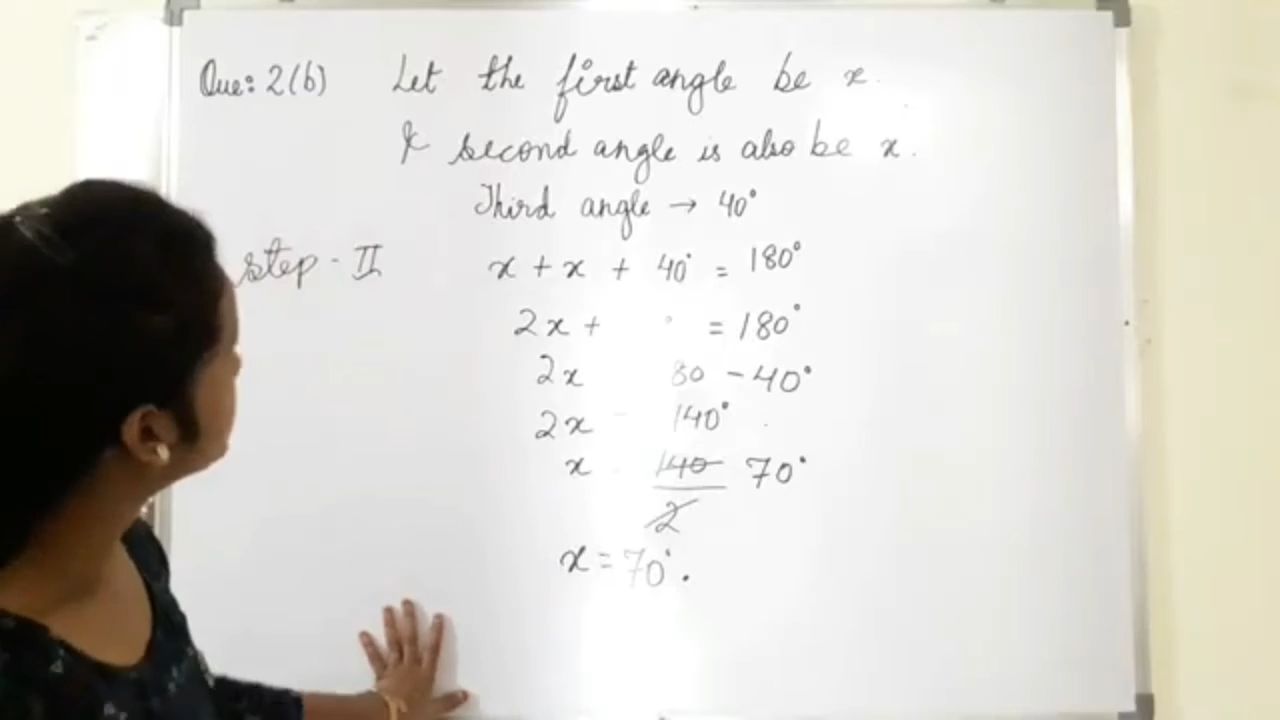 Que: 2(b) Let the first angle be x.
& second angle is also be x.
Third angle → 40°
step - II x + x + 40° = 180°
2x + ° = 180°
2x 80 - 40°
2x 140°
x 140/2 70°
x = 70°.